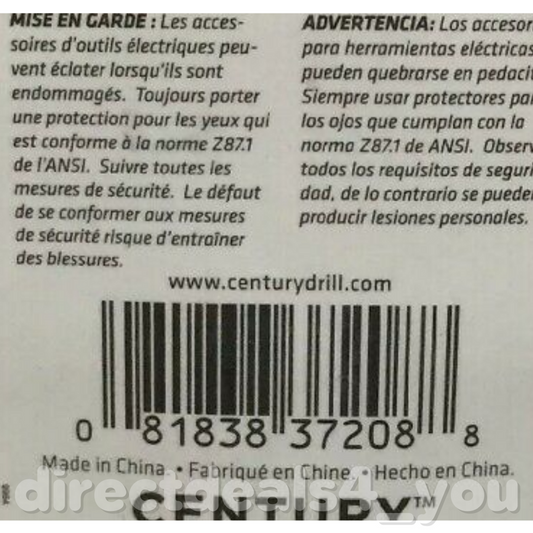 MISE EN GARDE : Les acces-
soires d'outils électriques peu-
vent éclater lorsqu'ils sont
endommagés. Toujours porter
une protection pour les yeux qui
est conforme à la norme Z87.1
de l'ANSI. Suivre toutes les
mesures de sécurité. Le défaut
de se conformer aux mesures
de sécurité risque d'entraîner
des blessures.
ADVERTENCIA: Los accesor
para herramientas eléctricas
pueden quebrarse en pedacit
Siempre usar protectores pa
los ojos que cumplan con la
norma Z87.1 de ANSI. Observ
todos los requisitos de seguri
dad, de lo contrario se puede
producir lesiones personales.
www.centurydrill.com
0 81838 37208 8
Made in China. • Fabriqué en Chine. • Hecho en China.
CENTURY™
directdeals4_you